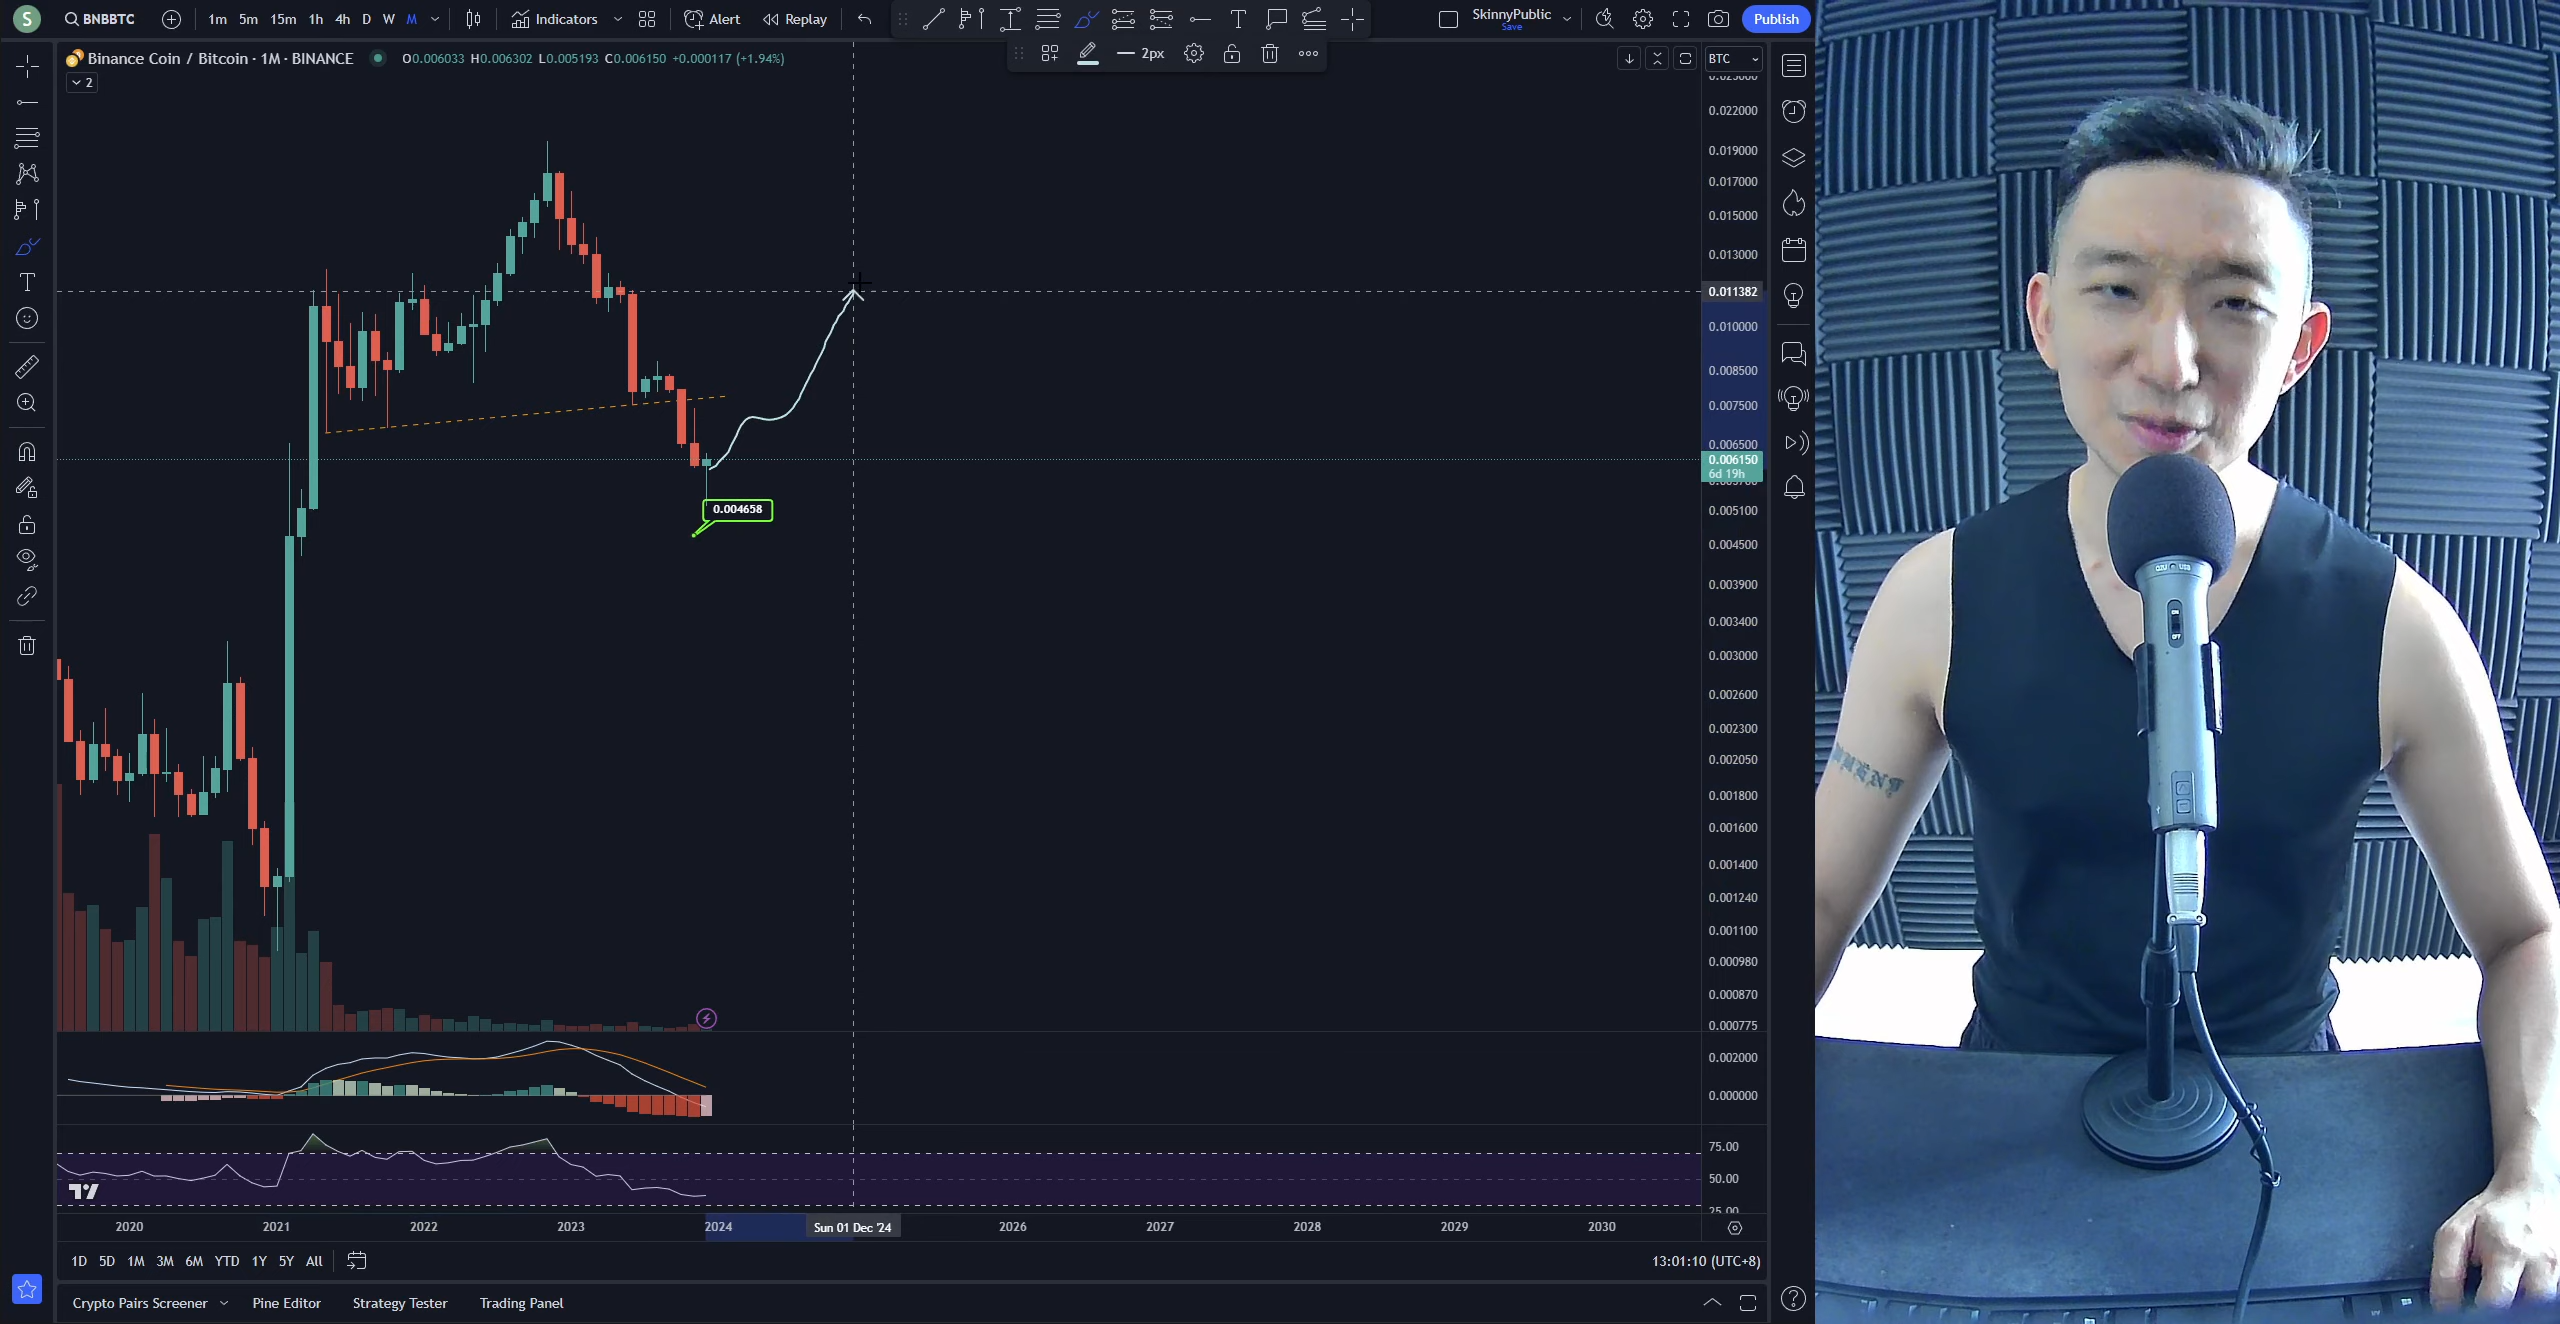 S
BNBBTC
1m 5m 15m 1h 4h D W M
Indicators
Alert
Replay
SkinnyPublic
Save
Publish
2px
Binance Coin / Bitcoin · 1M · BINANCE
O0.006033 H0.006302 L0.005193 C0.006150 +0.000117 (+1.94%)
BTC
2
0.022000
0.019000
0.017000
0.015000
0.013000
0.011382
0.010000
0.008500
0.007500
0.006500
0.006150
6d 19h
0.004658
0.005100
0.004500
0.003900
0.003400
0.003000
0.002600
0.002300
0.002050
0.001800
0.001600
0.001400
0.001240
0.001100
0.000980
0.000870
0.000775
0.002000
0.000000
75.00
50.00
25.00
2020 2021 2022 2023 2024 Sun 01 Dec '24 2026 2027 2028 2029 2030
1D 5D 1M 3M 6M YTD 1Y 5Y All
13:01:10 (UTC+8)
Crypto Pairs Screener Pine Editor Strategy Tester Trading Panel